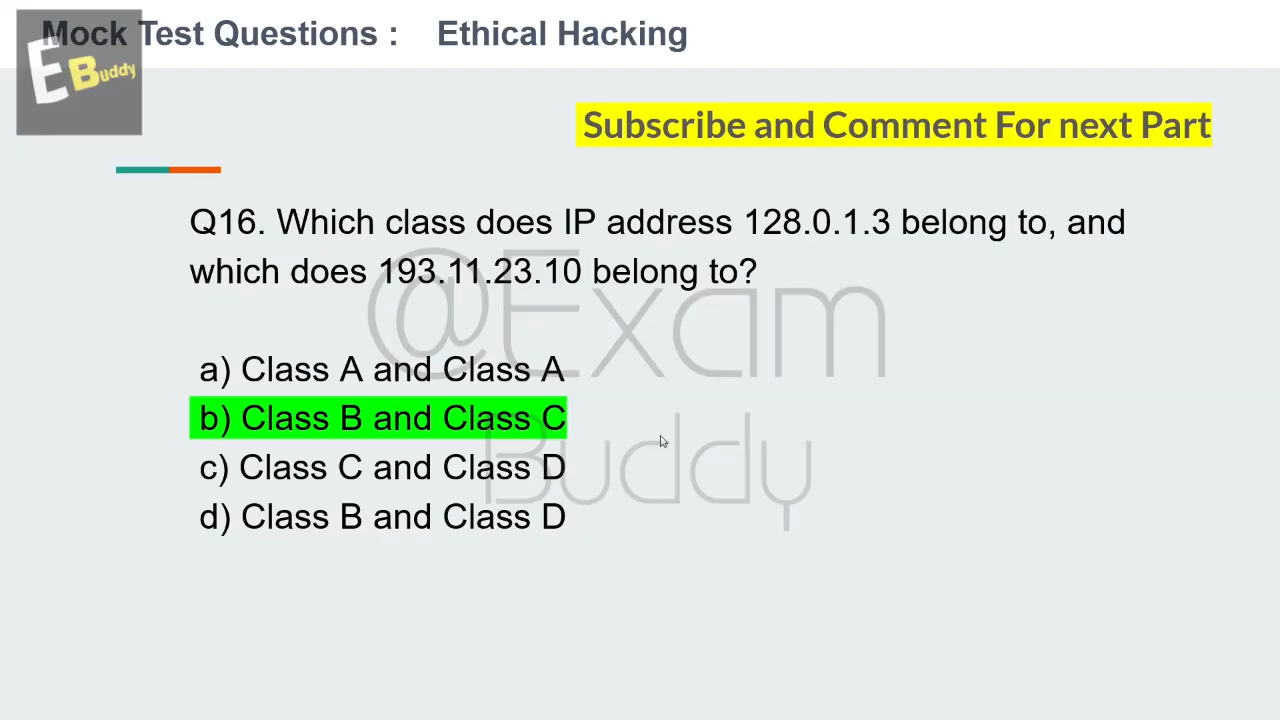 Mock Test Questions :    Ethical Hacking
E Buddy
Subscribe and Comment For next Part
Q16. Which class does IP address 128.0.1.3 belong to, and
which does 193.11.23.10 belong to?
@Exam
Buddy
a) Class A and Class A
b) Class B and Class C
c) Class C and Class D
d) Class B and Class D